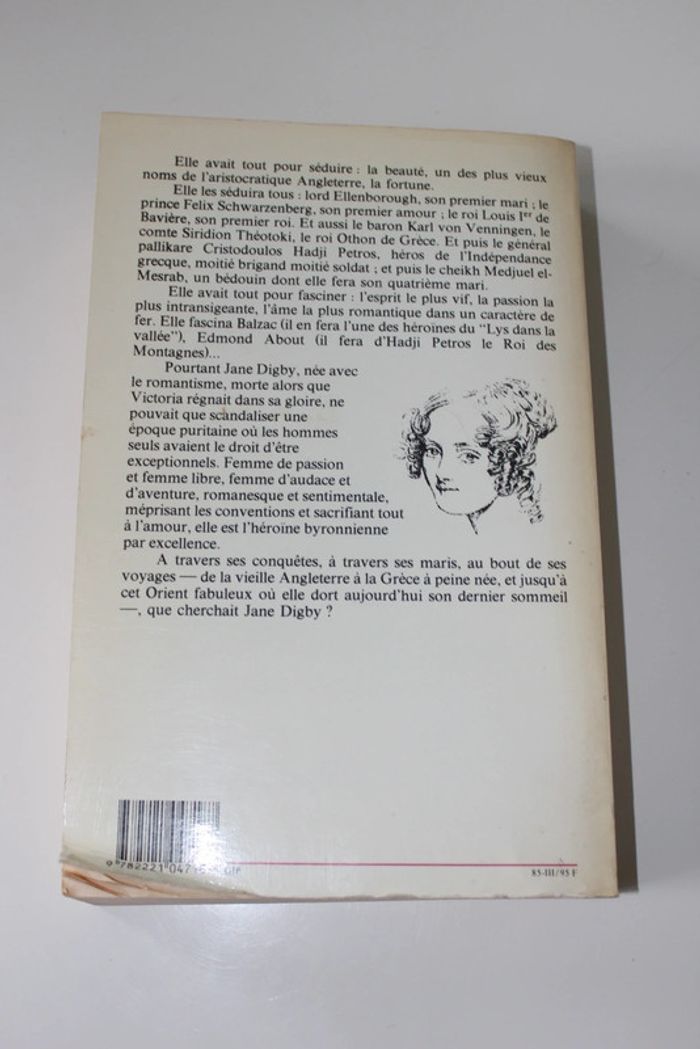 Elle avait tout pour séduire : la beauté, un des plus vieux
noms de l'aristocratique Angleterre, la fortune.
Elle les séduira tous : lord Ellenborough, son premier mari ; le
prince Felix Schwarzenberg, son premier amour ; le roi Louis Ier de
Bavière, son premier roi. Et aussi le baron Karl von Venningen, le
comte Siridion Théotoki, le roi Othon de Grèce. Et puis le général
pallikare Cristodoulos Hadji Petros, héros de l'Indépendance
grecque, moitié brigand moitié soldat ; et puis le cheikh Medjuel el-
Mesrab, un bédouin dont elle fera son quatrième mari.
Elle avait tout pour fasciner : l'esprit le plus vif, la passion la
plus intransigeante, l'âme la plus romantique dans un caractère de
fer. Elle fascina Balzac (il en fera l'une des héroïnes du “Lys dans la
vallée”), Edmond About (il fera d'Hadji Petros le Roi des
Montagnes)...
Pourtant Jane Digby, née avec
le romantisme, morte alors que
Victoria régnait dans sa gloire, ne
pouvait que scandaliser une
époque puritaine où les hommes
seuls avaient le droit d'être
exceptionnels. Femme de passion
et femme libre, femme d'audace et
d'aventure, romanesque et sentimentale,
méprisant les conventions et sacrifiant tout
à l'amour, elle est l'héroïne byronnienne
par excellence.
A travers ses conquêtes, à travers ses maris, au bout de ses
voyages — de la vieille Angleterre à la Grèce à peine née, et jusqu'à
cet Orient fabuleux où elle dort aujourd'hui son dernier sommeil
—, que cherchait Jane Digby ?
9 782221 047
85-III/95 F